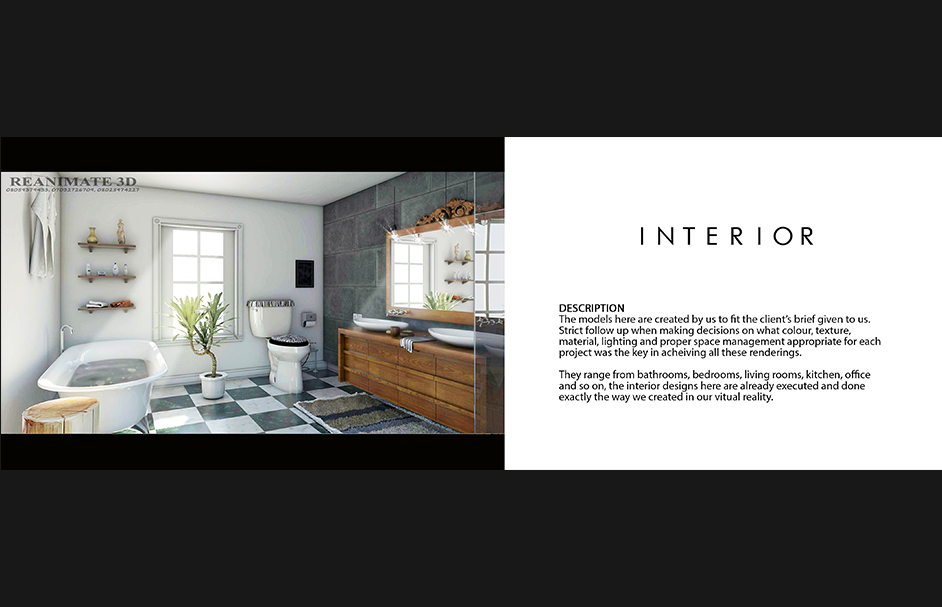 REANIMATE 3D
INTERIOR
DESCRIPTION
The models here are created by us to fit the client's brief given to us.
Strict follow up when making decisions on what colour, texture,
material, lighting and proper space management appropriate for each
project was the key in acheiving all these renderings.
They range from bathrooms, bedrooms, living rooms, kitchen, office
and so on, the interior designs here are already executed and done
exactly the way we created in our vitual reality.